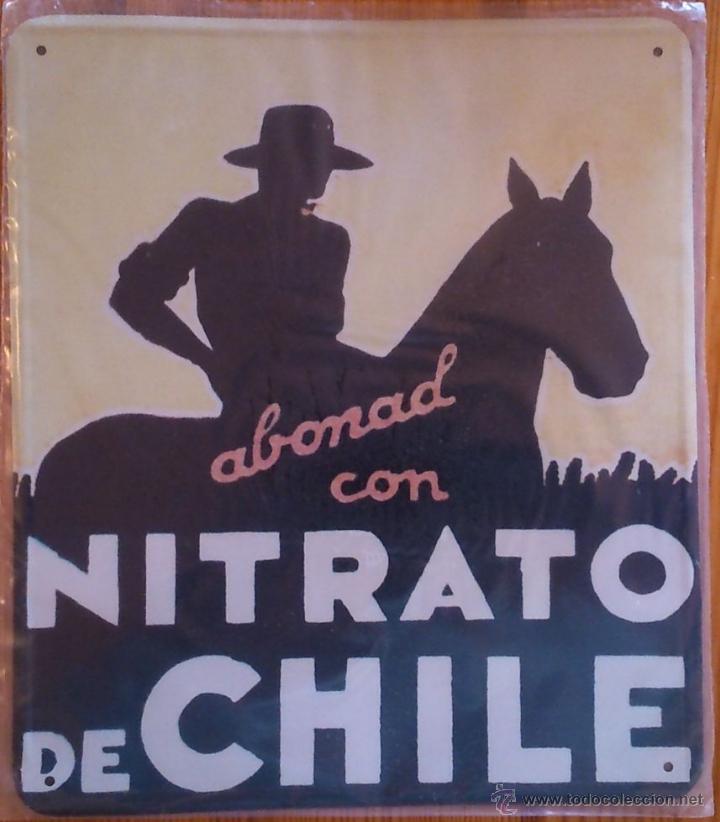 abonad
con
NITRATO
DE CHILE
© www.todocoleccion.net